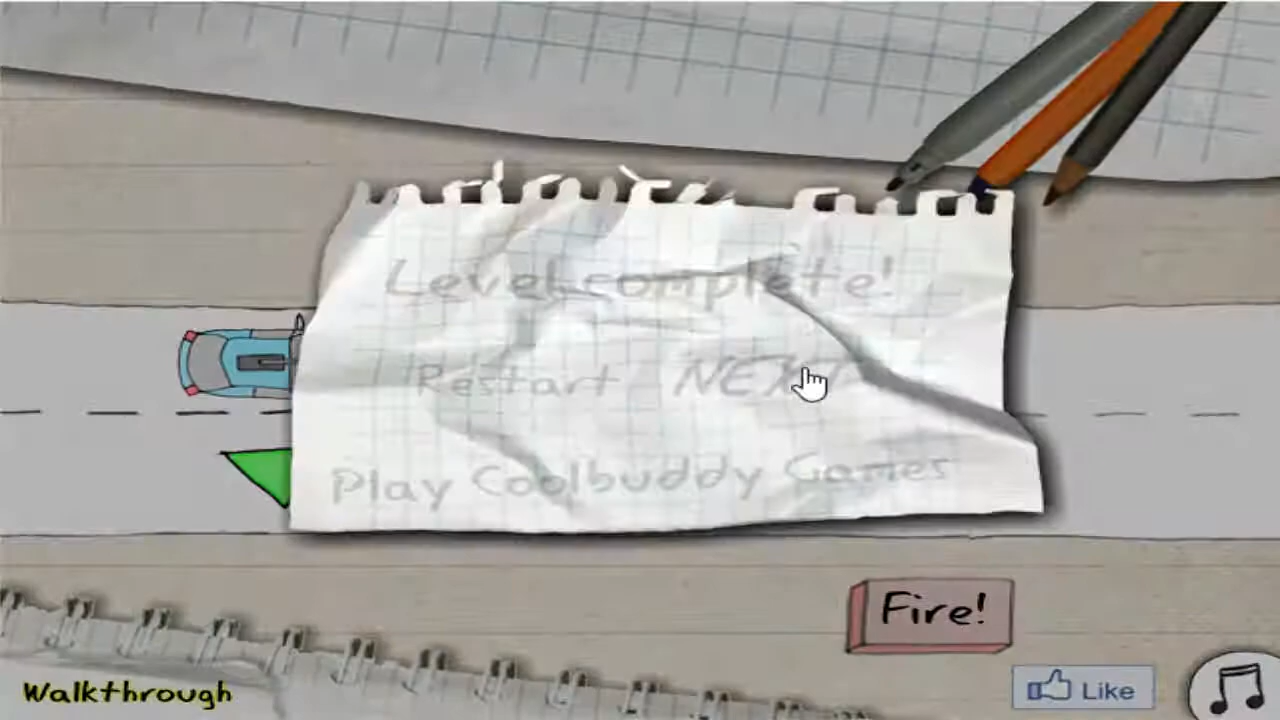 Level complete!
Restart NEXT
Play Coolbuddy Games
Fire!
Like
Walkthrough